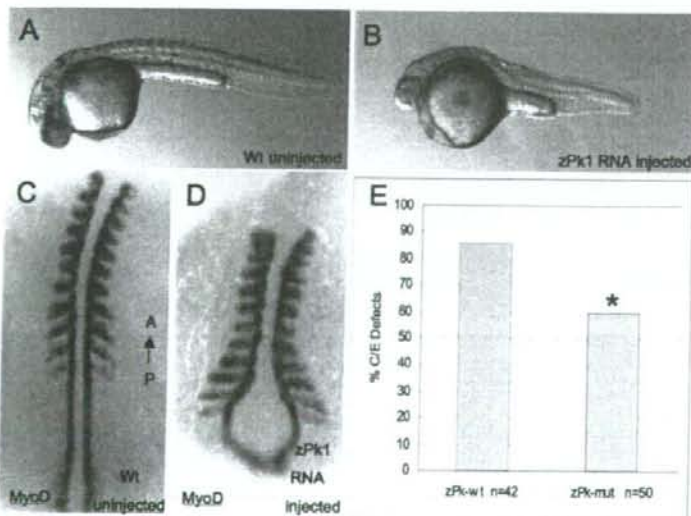 A
Wt uninjected
B
zPk1 RNA injected
C
A
P
Wt
MyoD uninjected
D
zPk1
RNA
MyoD injected
E
% C/E Defects
100
90
80
70
60
50
40
30
20
10
0
*
zPk-wt n=42
zPk-mut n=50